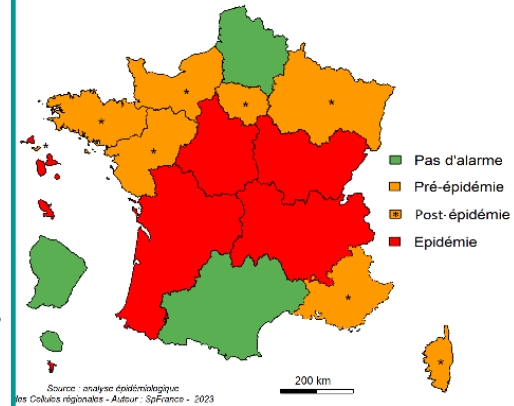 Pas d'alarme
Pré-épidémie
Post-épidémie
Epidémie
200 km
Source : analyse épidémiologique
des Cellules régionales - Auteur : SpFrance - 2023